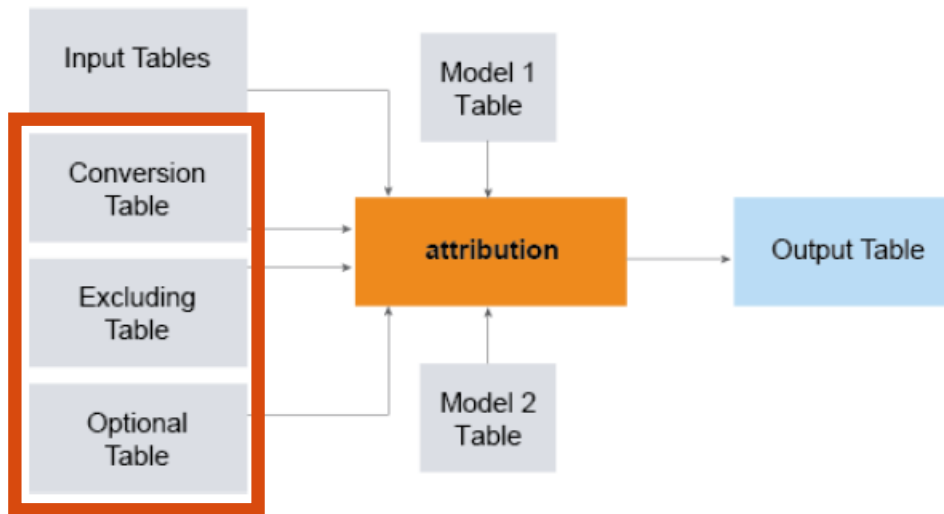 Input Tables
Model 1
Table
Conversion
Table
attribution
Output Table
Excluding
Table
Model 2
Table
Optional
Table